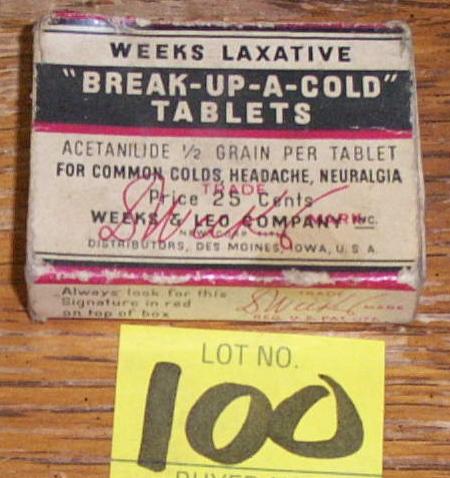 WEEKS LAXATIVE
"BREAK-UP-A-COLD"
TABLETS
ACETANILIDE 1/2 GRAIN PER TABLET
FOR COMMON COLDS, HEADACHE, NEURALGIA
TRADE
Price 25 Cents
D Weeks
MARK
WEEKS & LEO COMPANY INC.
DISTRIBUTORS, DES MOINES, IOWA, U S A
Always look for this
Signature in red
on top of box
TRADE
D Weeks
MARK
REG. U.S. PAT. OFF.
LOT NO.
100